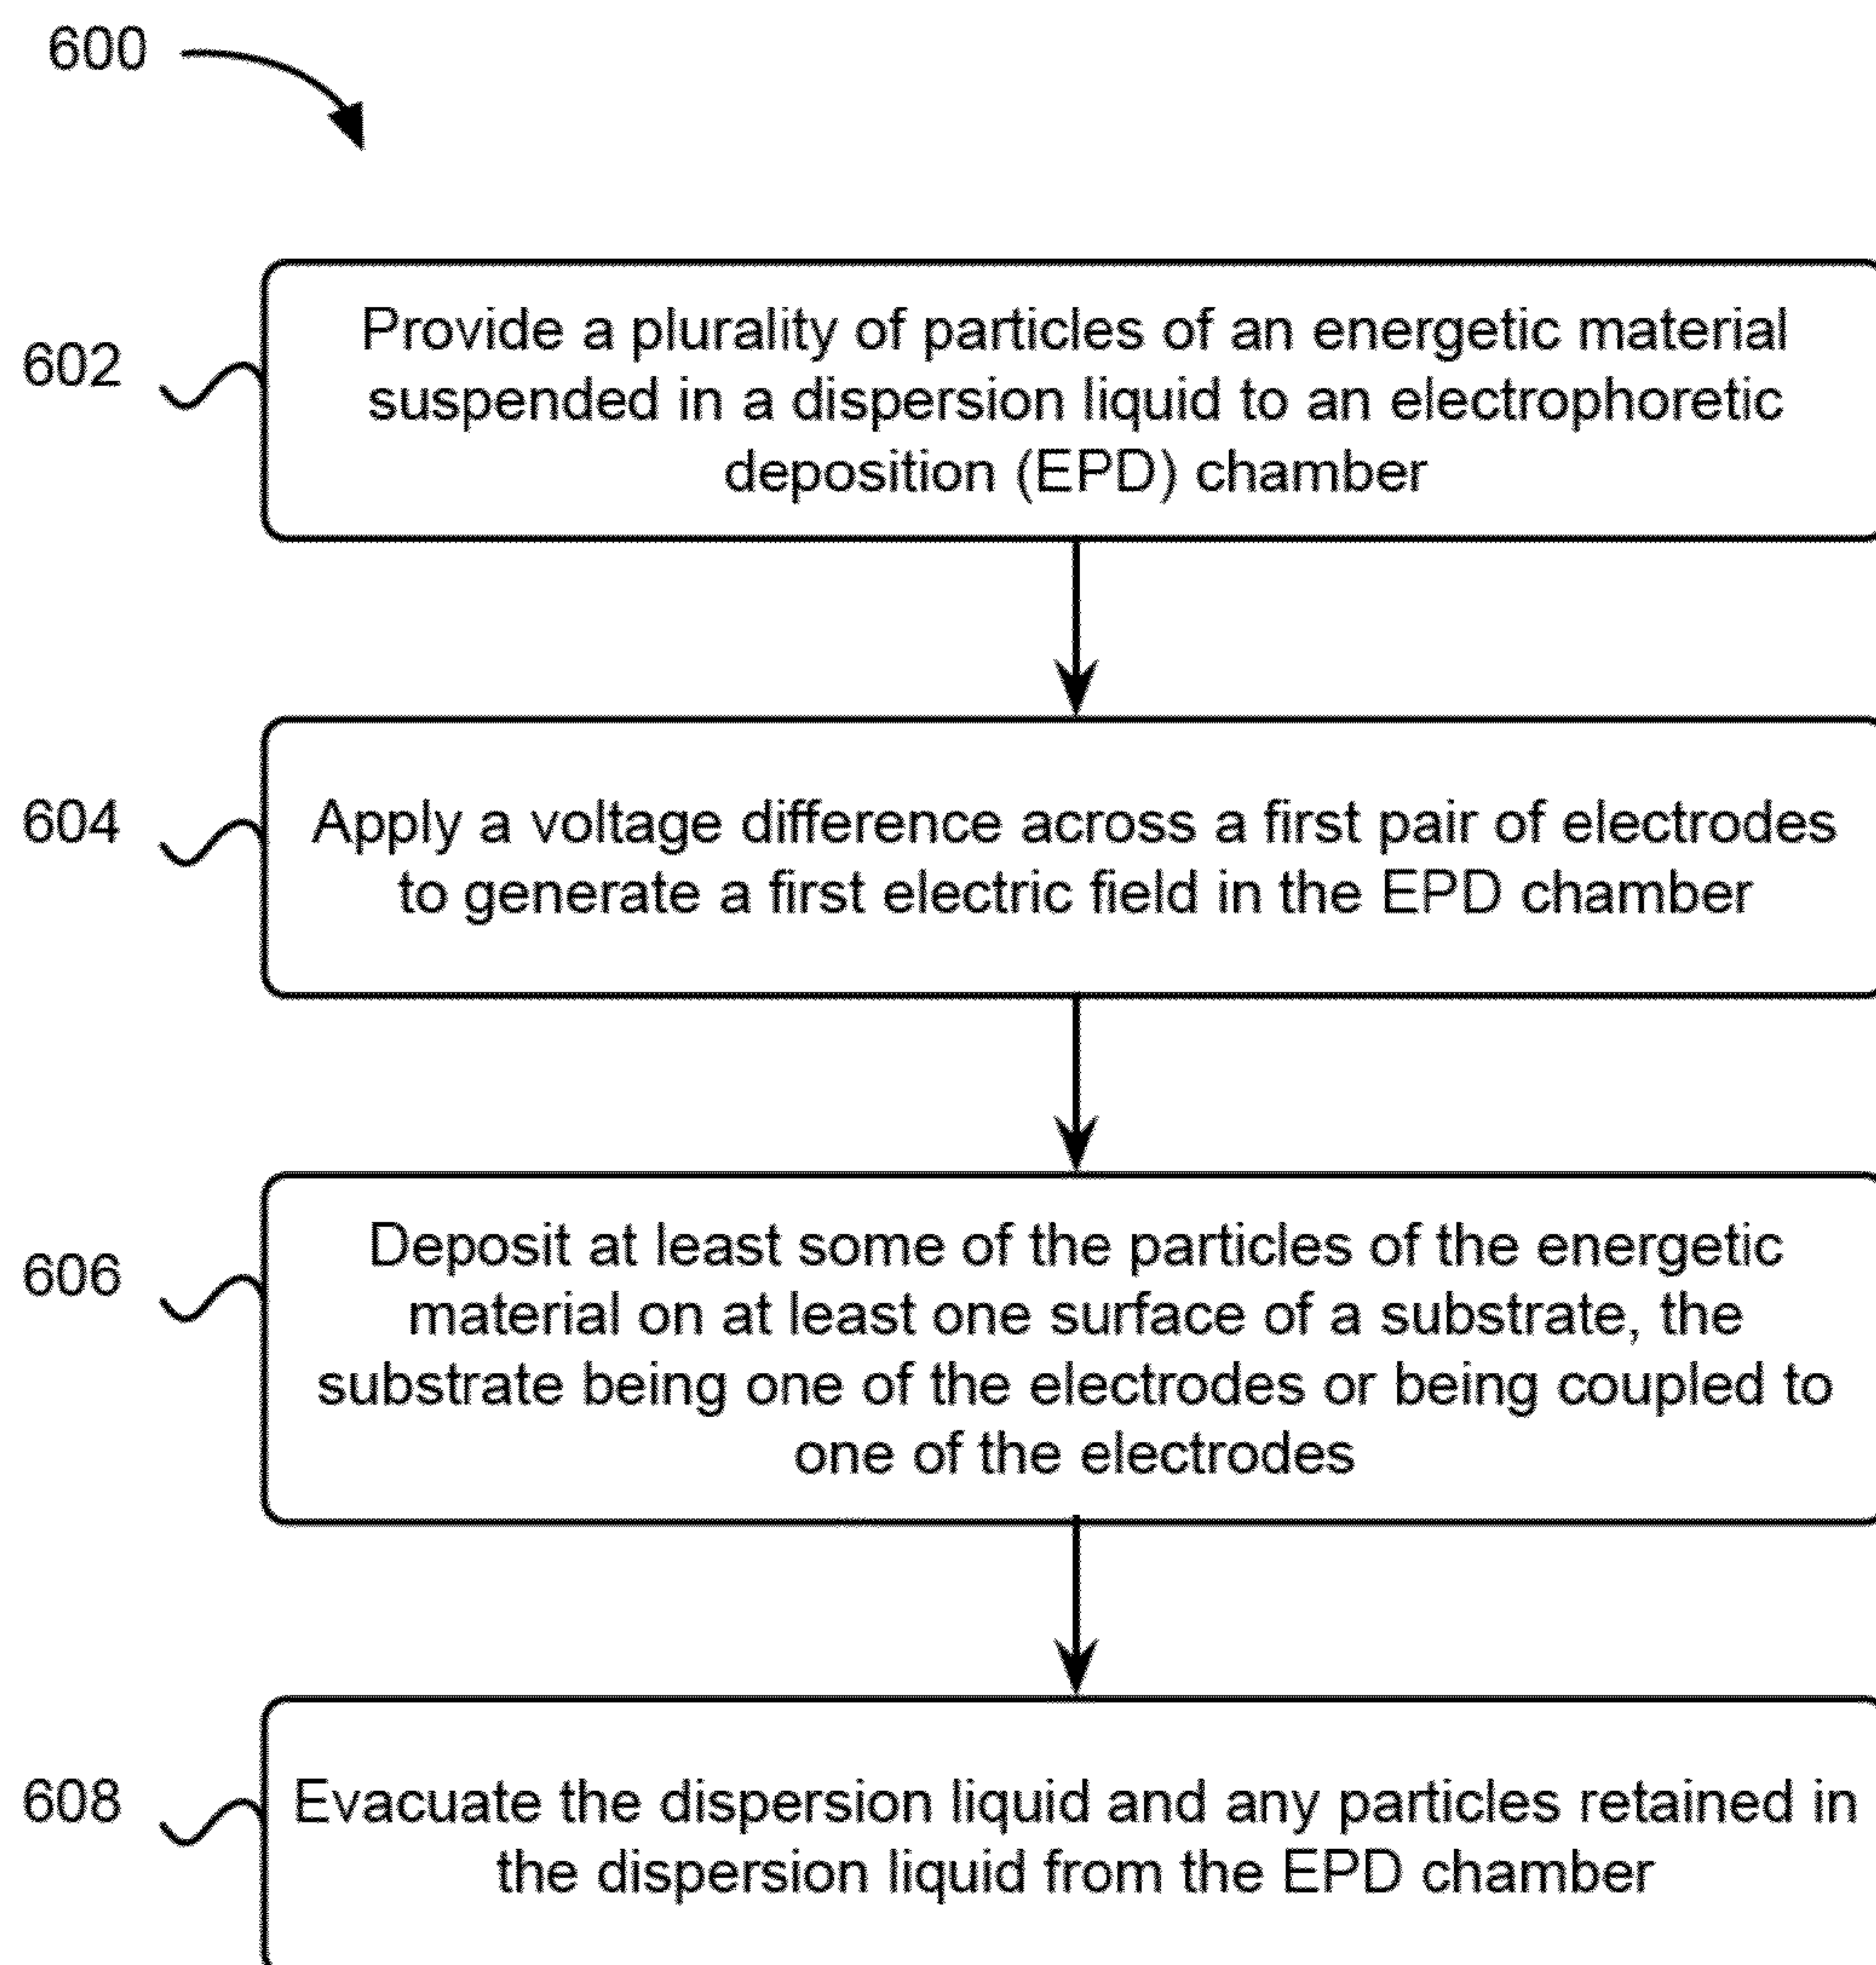 600
602
Provide a plurality of particles of an energetic material
suspended in a dispersion liquid to an electrophoretic
deposition (EPD) chamber
604
Apply a voltage difference across a first pair of electrodes
to generate a first electric field in the EPD chamber
606
Deposit at least some of the particles of the energetic
material on at least one surface of a substrate, the
substrate being one of the electrodes or being coupled to
one of the electrodes
608
Evacuate the dispersion liquid and any particles retained in
the dispersion liquid from the EPD chamber